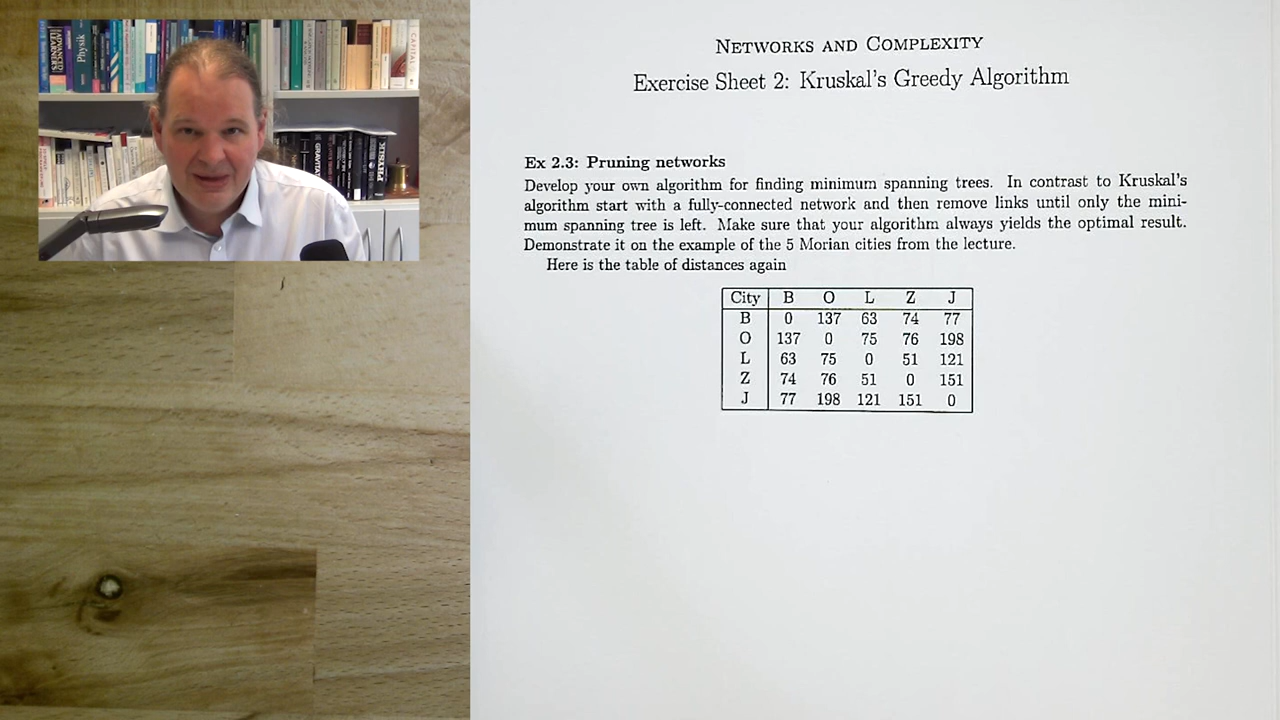 NETWORKS AND COMPLEXITY
Exercise Sheet 2: Kruskal's Greedy Algorithm
Ex 2.3: Pruning networks
Develop your own algorithm for finding minimum spanning trees. In contrast to Kruskal's
algorithm start with a fully-connected network and then remove links until only the mini-
mum spanning tree is left. Make sure that your algorithm always yields the optimal result.
Demonstrate it on the example of the 5 Morian cities from the lecture.
Here is the table of distances again
City B O L Z J
B 0 137 63 74 77
O 137 0 75 76 198
L 63 75 0 51 121
Z 74 76 51 0 151
J 77 198 121 151 0
ADVANCED LEARNER'S
Physik
CAPITAL
GRAVITAT